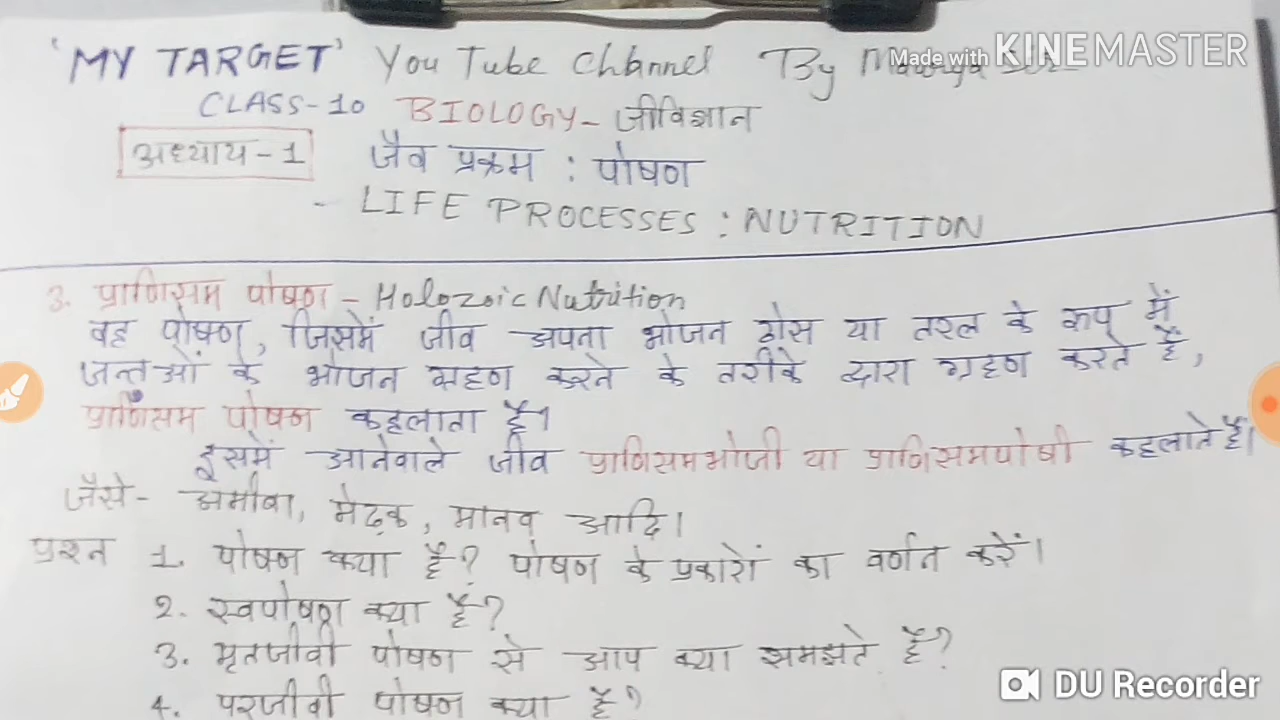 'MY TARGET' YouTube Channel By
Made with KINEMASTER
CLASS-10 BIOLOGY - जीवविज्ञान
अध्याय-1 जैव प्रक्रम : पोषण
- LIFE PROCESSES : NUTRITION
3. प्राणिसम पोषण - Holozoic Nutrition
वह पोषण, जिसमें जीव अपना भोजन ठोस या तरल के रूप में
जन्तुओं के भोजन ग्रहण करने के तरीके द्वारा ग्रहण करते हैं,
प्राणिसम पोषण कहलाता है।
इसमें आनेवाले जीव प्राणिसमभोजी या प्राणिसमपोषी कहलाते हैं।
जैसे- अमीबा, मेढ़क, मानव आदि।
प्रश्न 1. पोषण क्या है? पोषण के प्रकारों का वर्णन करें।
2. स्वपोषण क्या है?
3. मृतजीवी पोषण से आप क्या समझते हैं?
4. परजीवी पोषण क्या है?
DU Recorder